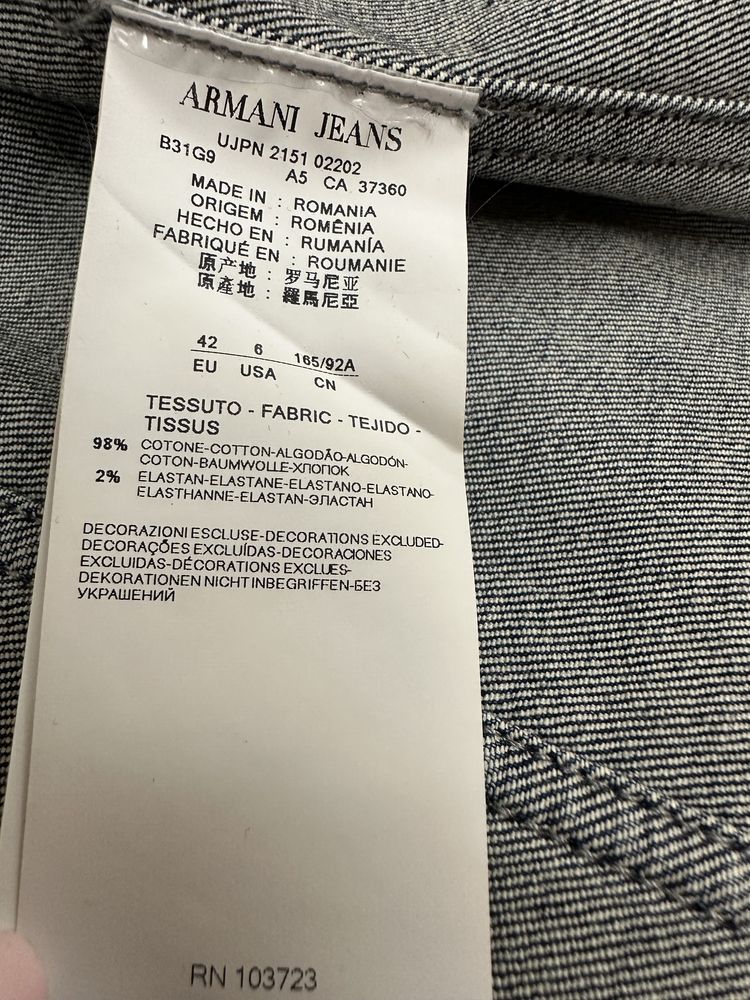 ARMANI JEANS
UJPN 2151 02202
B31G9
A5 CA 37360
MADE IN : ROMANIA
ORIGEM : ROMÊNIA
HECHO EN : RUMANÍA
FABRIQUÉ EN : ROUMANIE
原产地 : 罗马尼亚
原產地 : 羅馬尼亞
42 6 165/92A
EU USA CN
TESSUTO - FABRIC - TEJIDO -
TISSUS
98% COTONE-COTTON-ALGODÃO-ALGODÓN-
COTON-BAUMWOLLE-ХЛОПОК
2% ELASTAN-ELASTANE-ELASTANO-ELASTANO-
ELASTHANNE-ELASTAN-ЭЛАСТАН
DECORAZIONI ESCLUSE-DECORATIONS EXCLUDED-
DECORAÇÕES EXCLUÍDAS-DECORACIONES
EXCLUIDAS-DÉCORATIONS EXCLUES-
DEKORATIONEN NICHT INBEGRIFFEN-БЕЗ
УКРАШЕНИЙ
RN 103723